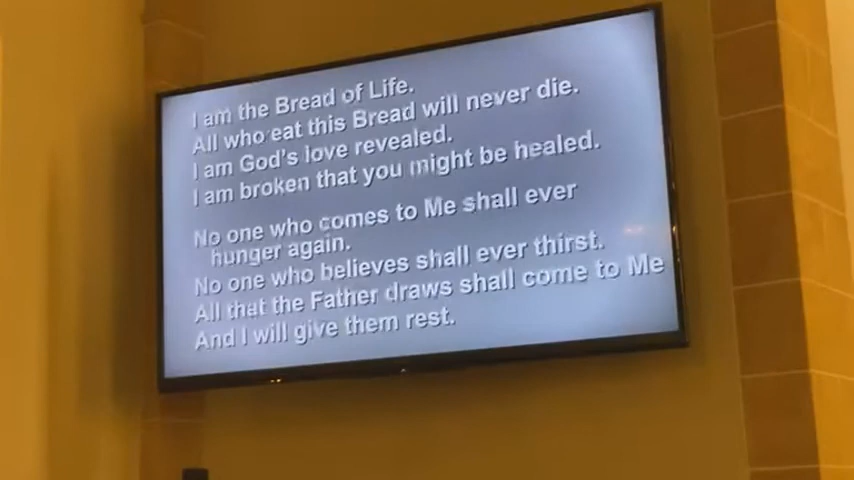 I am the Bread of Life.
All who eat this Bread will never die.
I am God's love revealed.
I am broken that you might be healed.
No one who comes to Me shall ever
hunger again.
No one who believes shall ever thirst.
All that the Father draws shall come to Me
And I will give them rest.